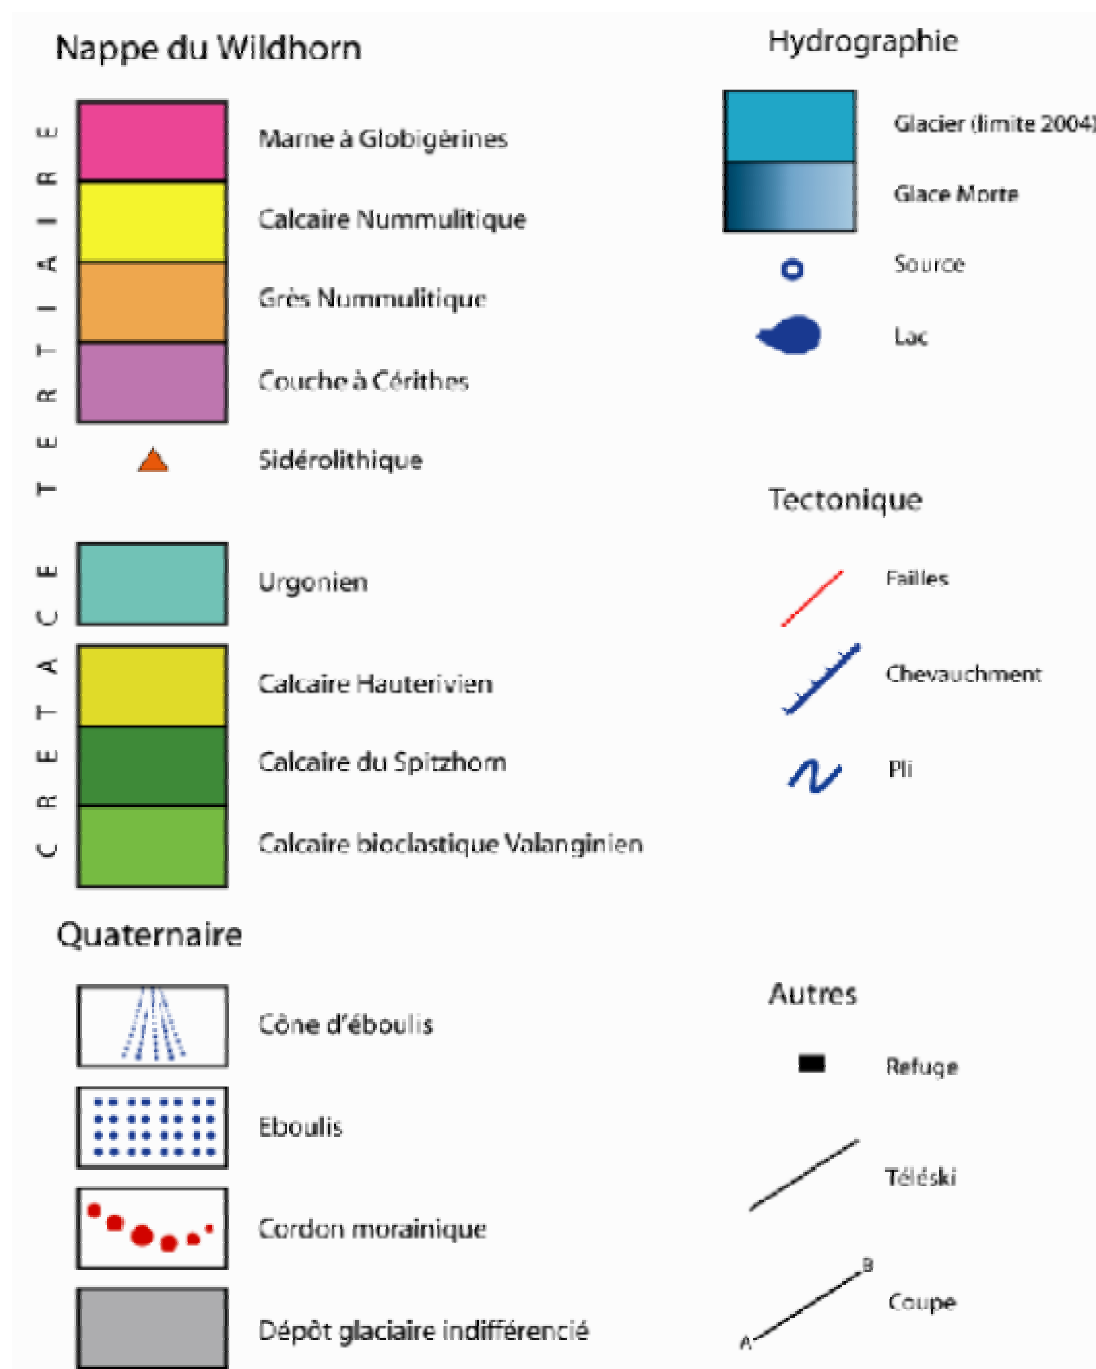 Nappe du Wildhorn
TERTIAIRE
Marne à Globigérines
Calcaire Nummulitique
Grès Nummulitique
Couche à Cérithes
Sidérolithique
CRETACE
Urgonien
Calcaire Hauterivien
Calcaire du Spitzhorn
Calcaire bioclastique Valanginien
Quaternaire
Cône d'éboulis
Eboulis
Cordon morainique
Dépôt glaciaire indifférencié
Hydrographie
Glacier (limite 2004)
Glace Morte
Source
Lac
Tectonique
Failles
Chevauchment
Pli
Autres
Refuge
Téléski
B
A
Coupe